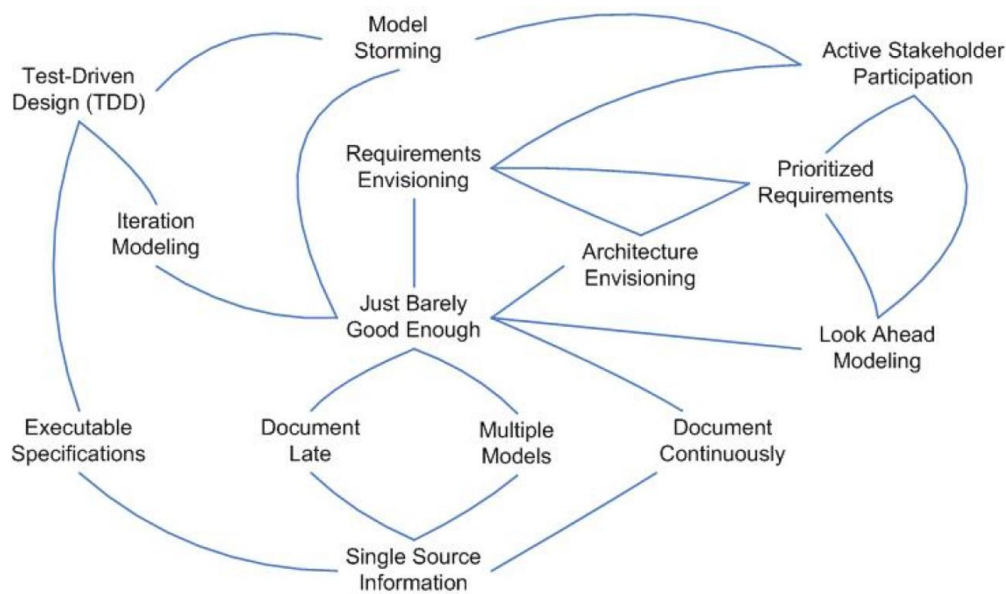 Model
Storming
Active Stakeholder
Participation
Test-Driven
Design (TDD)
Requirements
Envisioning
Prioritized
Requirements
Iteration
Modeling
Architecture
Envisioning
Just Barely
Good Enough
Look Ahead
Modeling
Executable
Specifications
Document
Late
Multiple
Models
Document
Continuously
Single Source
Information